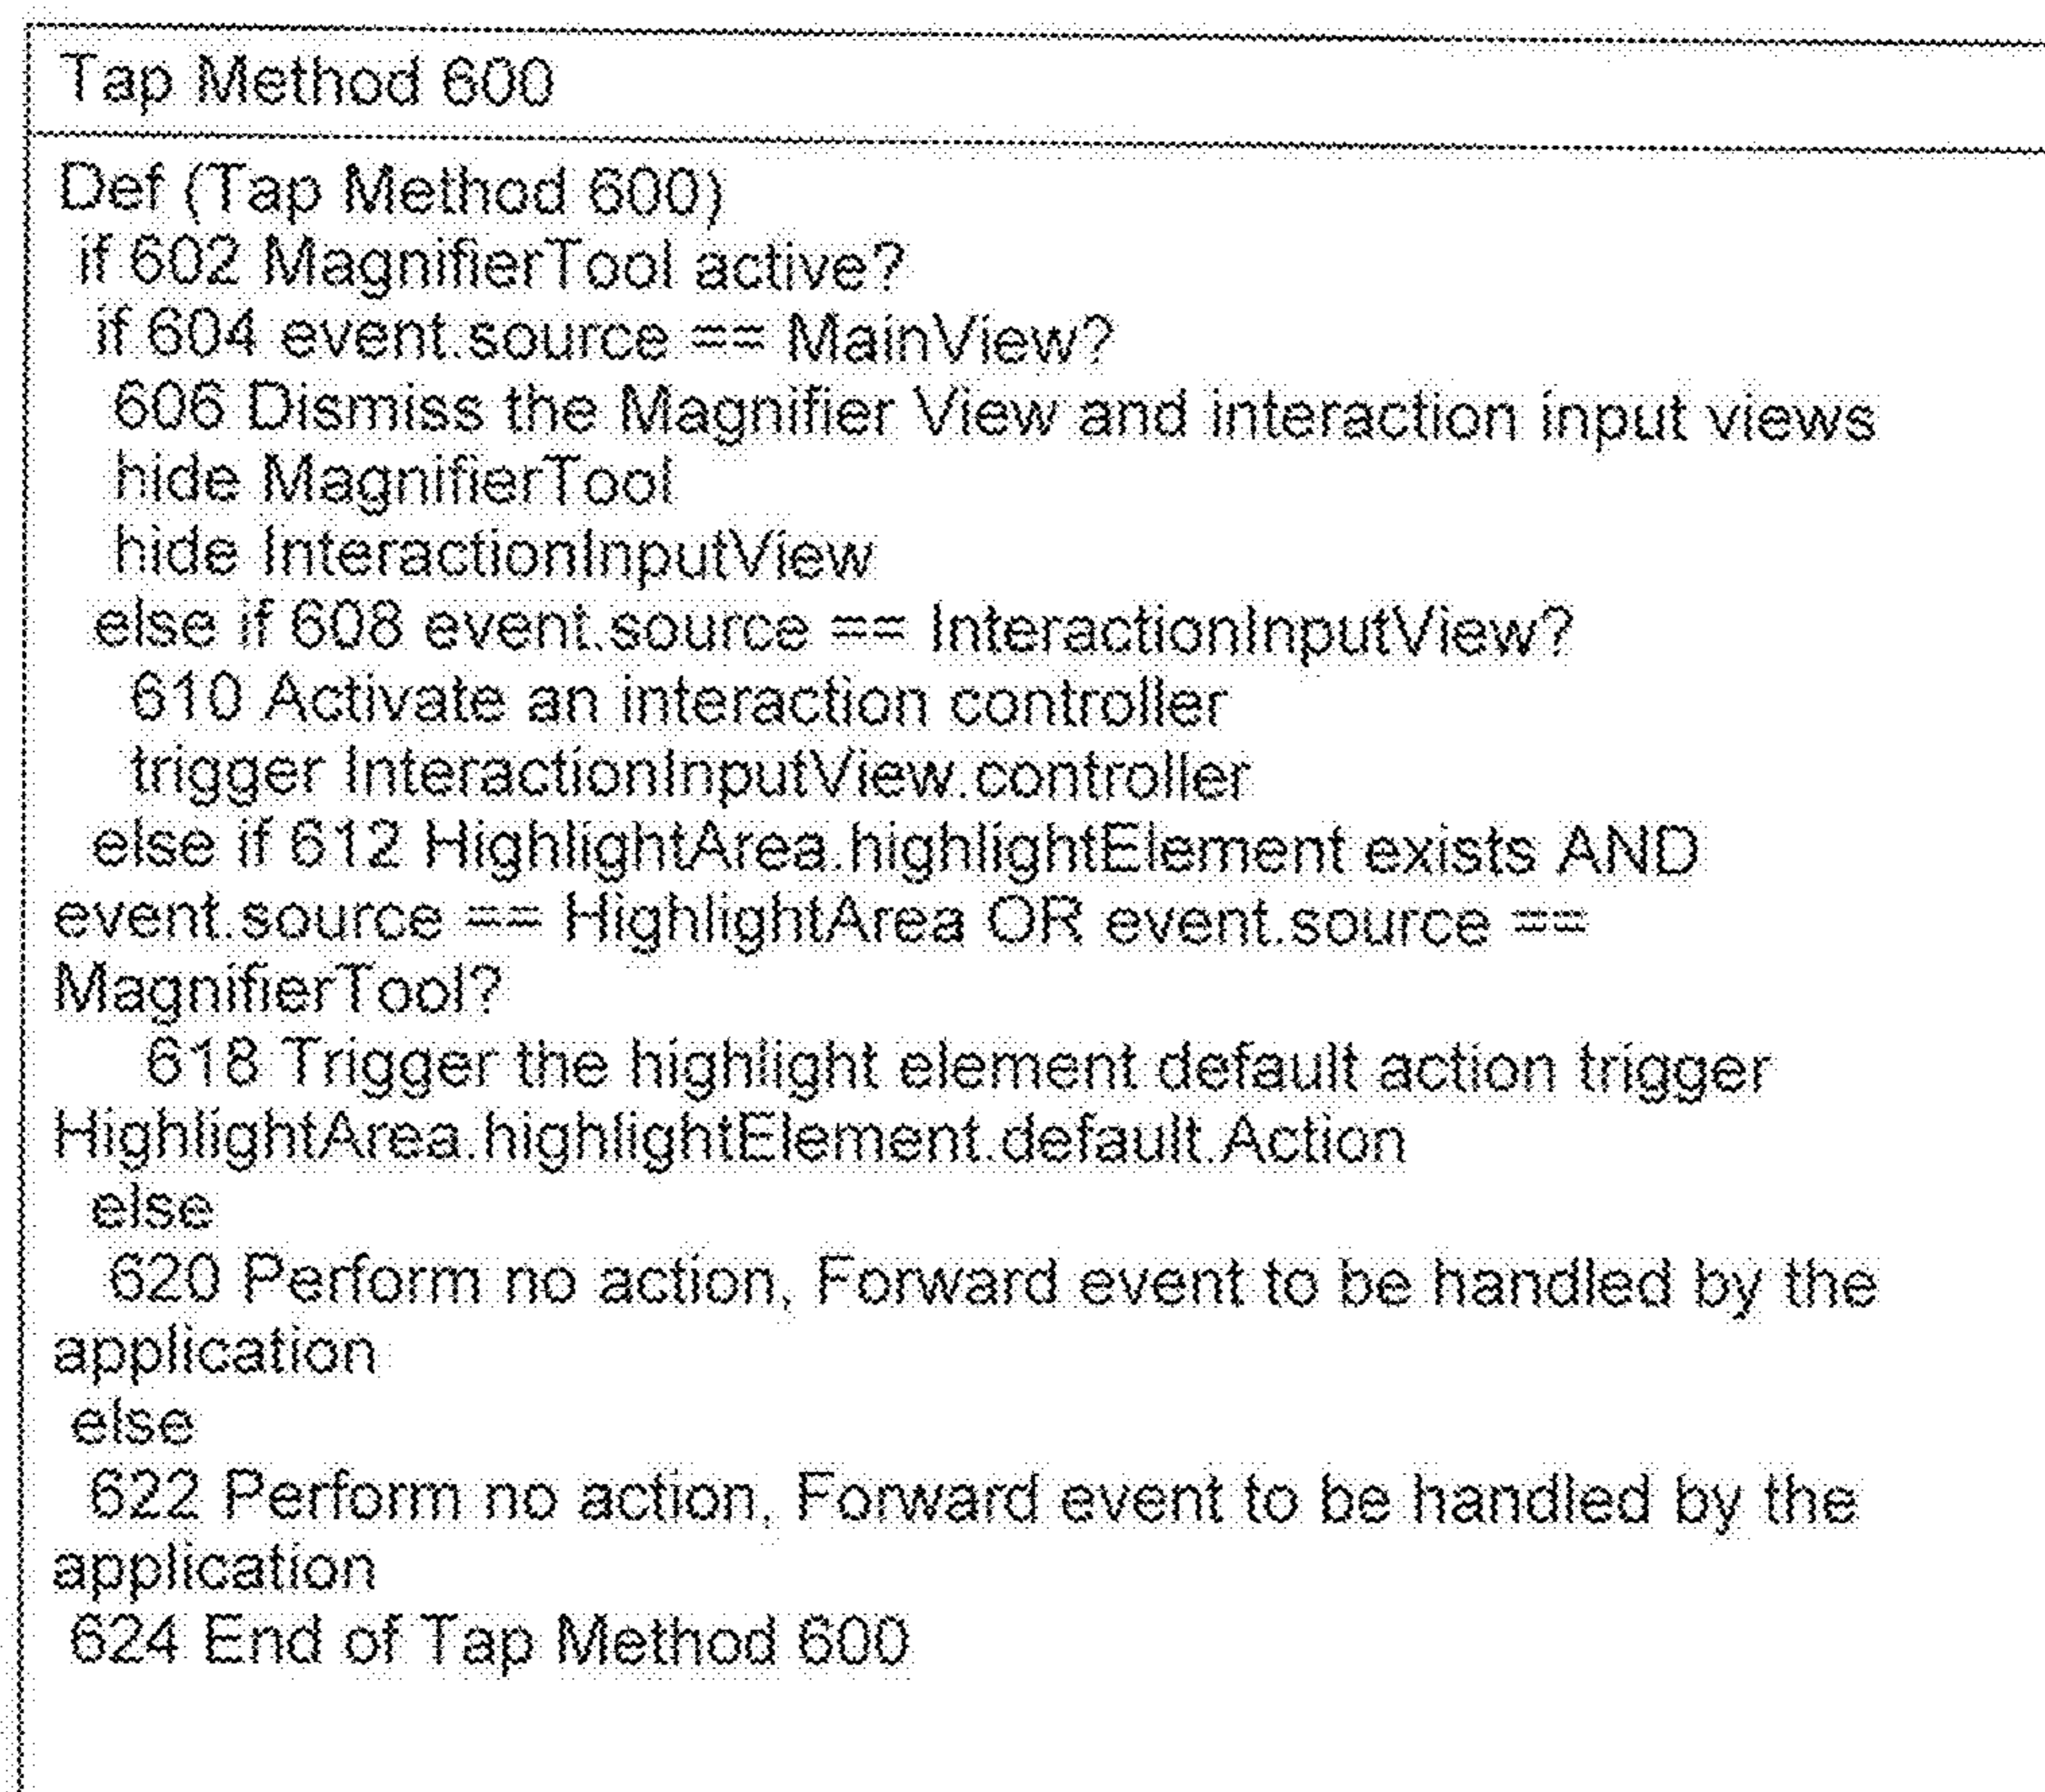 Tap Method 600
Def (Tap Method 600)
if 602 MagnifierTool active?
if 604 event.source == MainView?
606 Dismiss the Magnifier View and interaction input views
hide MagnifierTool
hide InteractionInputView
else if 608 event.source == InteractionInputView?
610 Activate an interaction controller
trigger InteractionInputView.controller
else if 612 HighlightArea.highlightElement exists AND
event.source == HighlightArea OR event.source ==
MagnifierTool?
618 Trigger the highlight element default action trigger
HighlightArea.highlightElement.default.Action
else
620 Perform no action, Forward event to be handled by the
application
else
622 Perform no action, Forward event to be handled by the
application
624 End of Tap Method 600